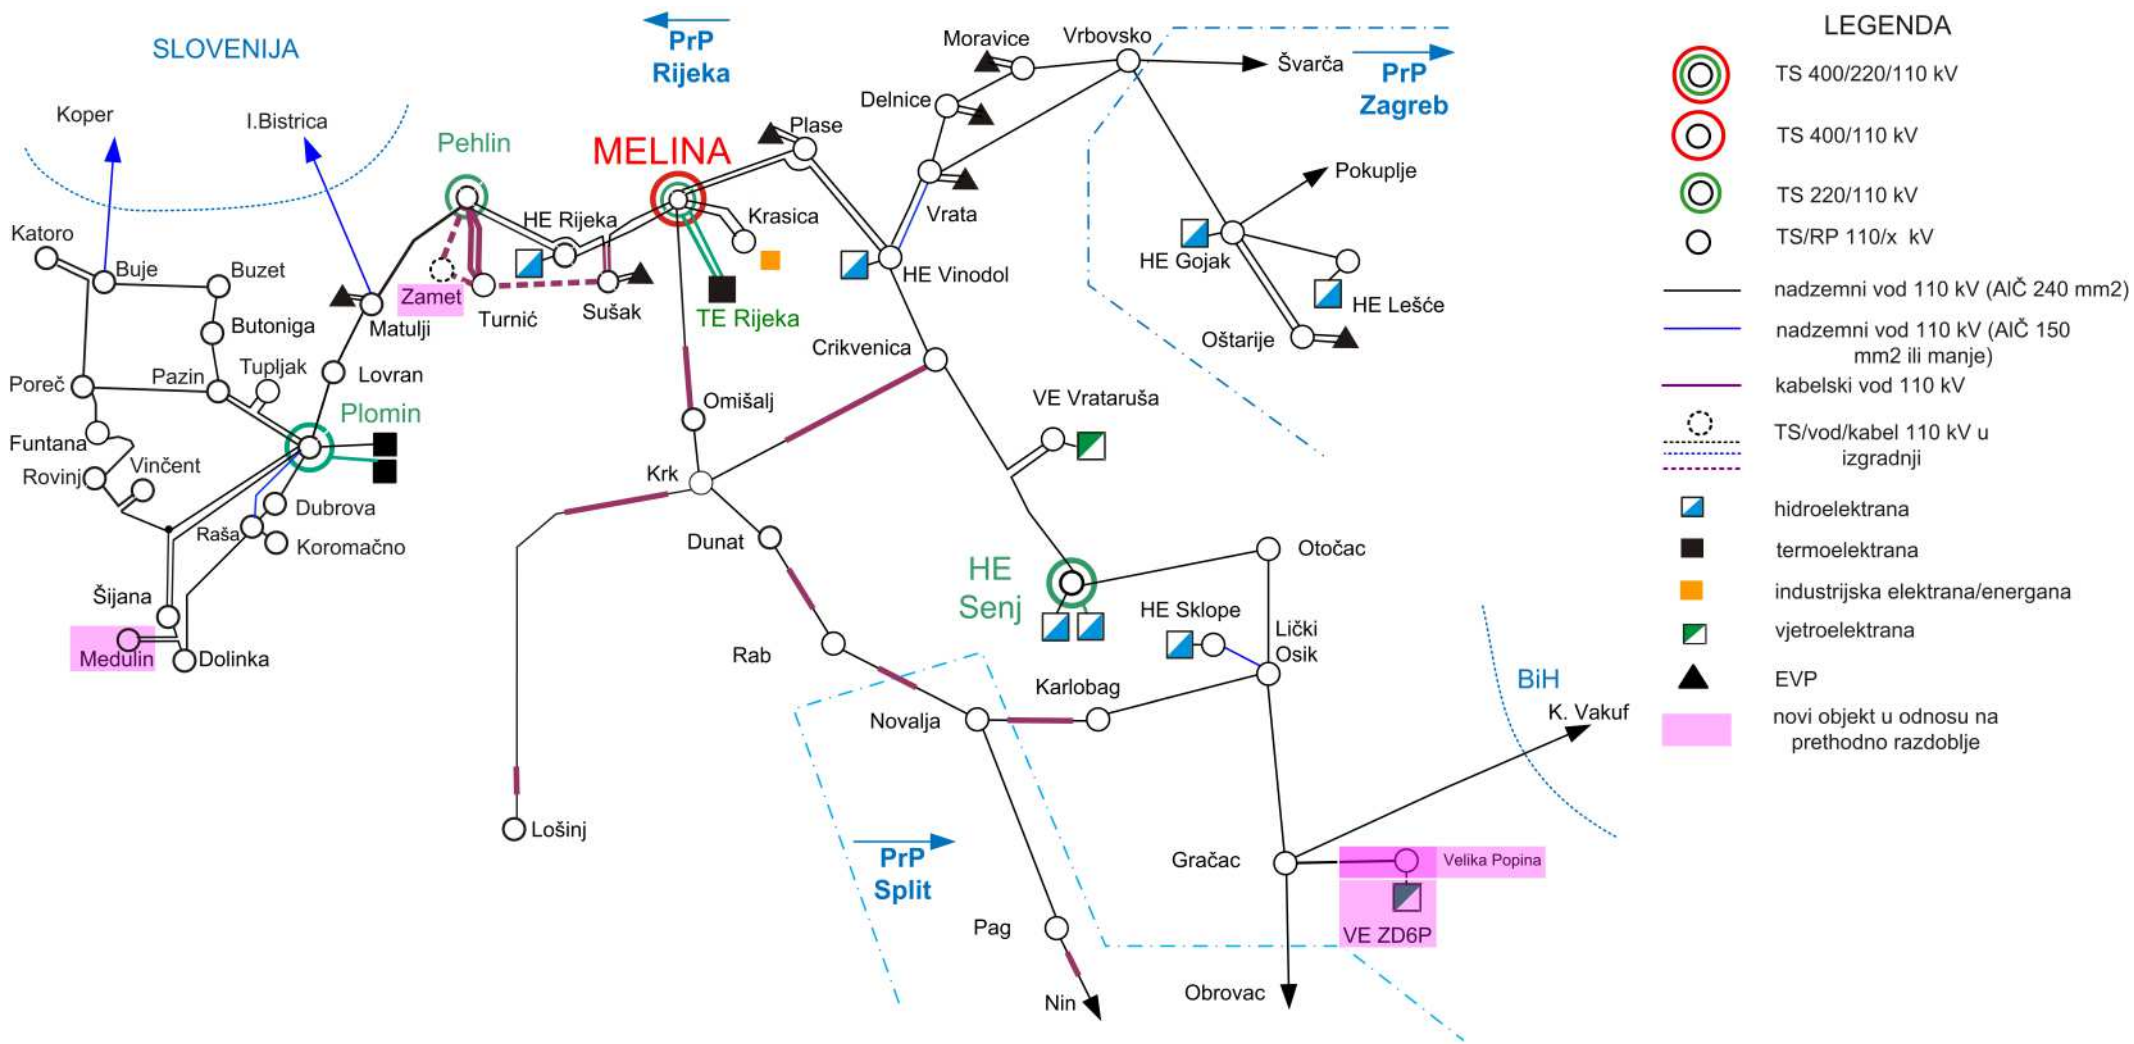 SLOVENIJA
PrP
Rijeka
Moravice
Vrbovsko
Švarča
PrP
Zagreb
Koper
I.Bistrica
Pehlin
MELINA
Plase
Delnice
Pokuplje
Katoro
Buje
Buzet
HE Rijeka
Krasica
Vrata
HE Vinodol
HE Gojak
HE Lešće
Zamet
Turnić
Sušak
TE Rijeka
Matulji
Butoniga
Tupljak
Poreč
Pazin
Lovran
Crikvenica
Oštarije
Plomin
Omišalj
VE Vrataruša
Funtana
Rovinj
Vinčent
Krk
Dubrova
Raša
Koromačno
Dunat
Otočac
HE
Senj
HE Sklope
Šijana
Medulin
Dolinka
Rab
Lički
Osik
Karlobag
Novalja
BiH
K. Vakuf
Lošinj
PrP
Split
Gračac
Velika Popina
VE ZD6P
Pag
Nin
Obrovac
LEGENDA
TS 400/220/110 kV
TS 400/110 kV
TS 220/110 kV
TS/RP 110/x kV
nadzemni vod 110 kV (AlČ 240 mm2)
nadzemni vod 110 kV (AlČ 150
mm2 ili manje)
kabelski vod 110 kV
TS/vod/kabel 110 kV u
izgradnji
hidroelektrana
termoelektrana
industrijska elektrana/energana
vjetroelektrana
EVP
novi objekt u odnosu na
prethodno razdoblje